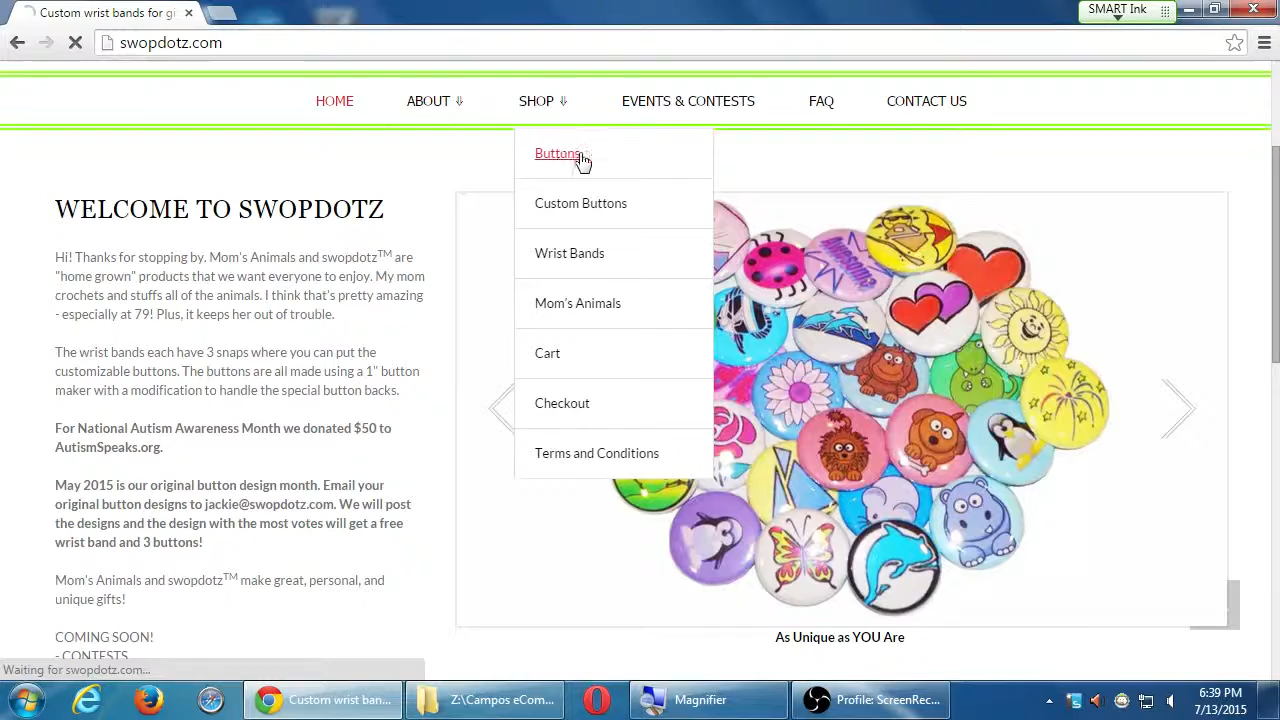 Custom wrist bands for gi
SMART Ink
swopdotz.com
HOME ABOUT SHOP EVENTS & CONTESTS FAQ CONTACT US
Buttons
Custom Buttons
Wrist Bands
Mom's Animals
Cart
Checkout
Terms and Conditions
WELCOME TO SWOPDOTZ
Hi! Thanks for stopping by. Mom's Animals and swopdotzTM are
"home grown" products that we want everyone to enjoy. My mom
crochets and stuffs all of the animals. I think that's pretty amazing
- especially at 79! Plus, it keeps her out of trouble.
The wrist bands each have 3 snaps where you can put the
customizable buttons. The buttons are all made using a 1" button
maker with a modification to handle the special button backs.
For National Autism Awareness Month we donated $50 to
AutismSpeaks.org.
May 2015 is our original button design month. Email your
original button designs to jackie@swopdotz.com. We will post
the designs and the design with the most votes will get a free
wrist band and 3 buttons!
Mom's Animals and swopdotzTM make great, personal, and
unique gifts!
COMING SOON!
- CONTESTS
As Unique as YOU Are
Waiting for swopdotz.com...
Custom wrist ban...
Z:\Campos eCom...
Magnifier
Profile: ScreenRec...
6:39 PM
7/13/2015